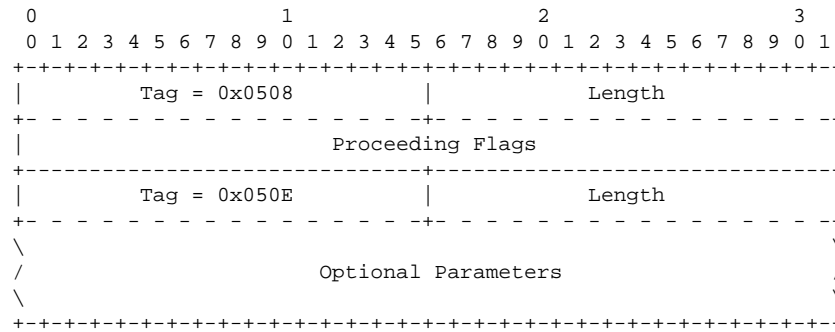 0                   1                   2                   3
0 1 2 3 4 5 6 7 8 9 0 1 2 3 4 5 6 7 8 9 0 1 2 3 4 5 6 7 8 9 0 1
+-+-+-+-+-+-+-+-+-+-+-+-+-+-+-+-+-+-+-+-+-+-+-+-+-+-+-+-+-+-+-+-
|         Tag = 0x0508          |            Length
+- - - - - - - - - - - - - - - -+- - - - - - - - - - - - - - - -
|                        Proceeding Flags
+-------------------------------+--------------------------------
|         Tag = 0x050E          |            Length
+- - - - - - - - - - - - - - - -+- - - - - - - - - - - - - - - -
\                                                               \
/                       Optional Parameters                     /
\                                                               \
+-+-+-+-+-+-+-+-+-+-+-+-+-+-+-+-+-+-+-+-+-+-+-+-+-+-+-+-+-+-+-+-